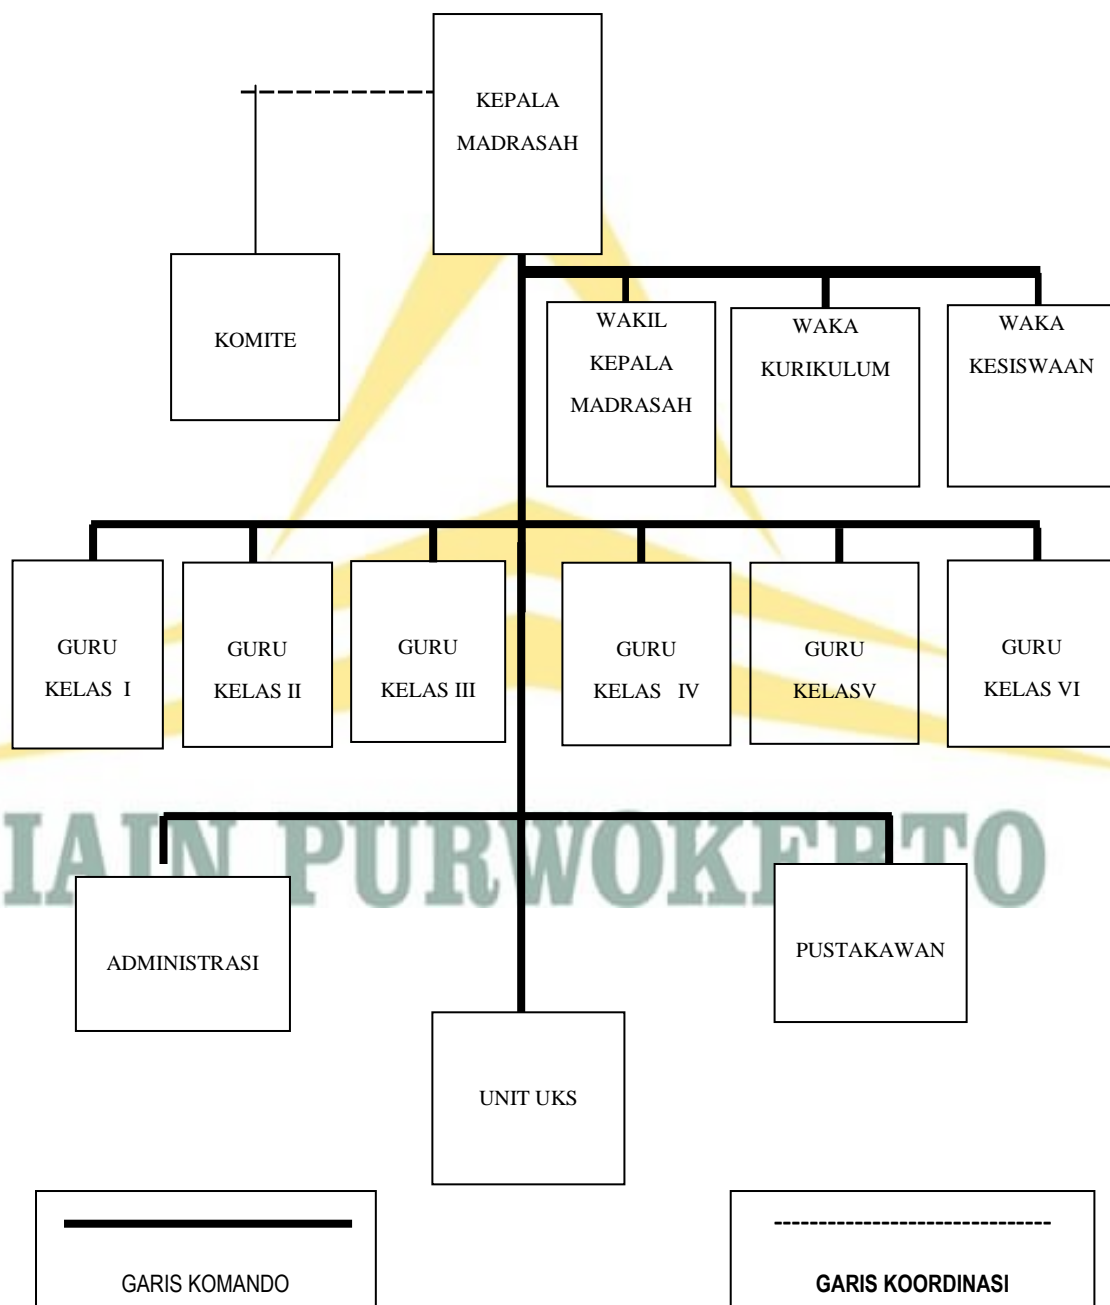 KEPALA
MADRASAH
KOMITE
WAKIL
KEPALA
MADRASAH
WAKA
KURIKULUM
WAKA
KESISWAAN
GURU
KELAS I
GURU
KELAS II
GURU
KELAS III
GURU
KELAS IV
GURU
KELASV
GURU
KELAS VI
IAIN PURWOKERTO
ADMINISTRASI
PUSTAKAWAN
UNIT UKS
GARIS KOMANDO
GARIS KOORDINASI